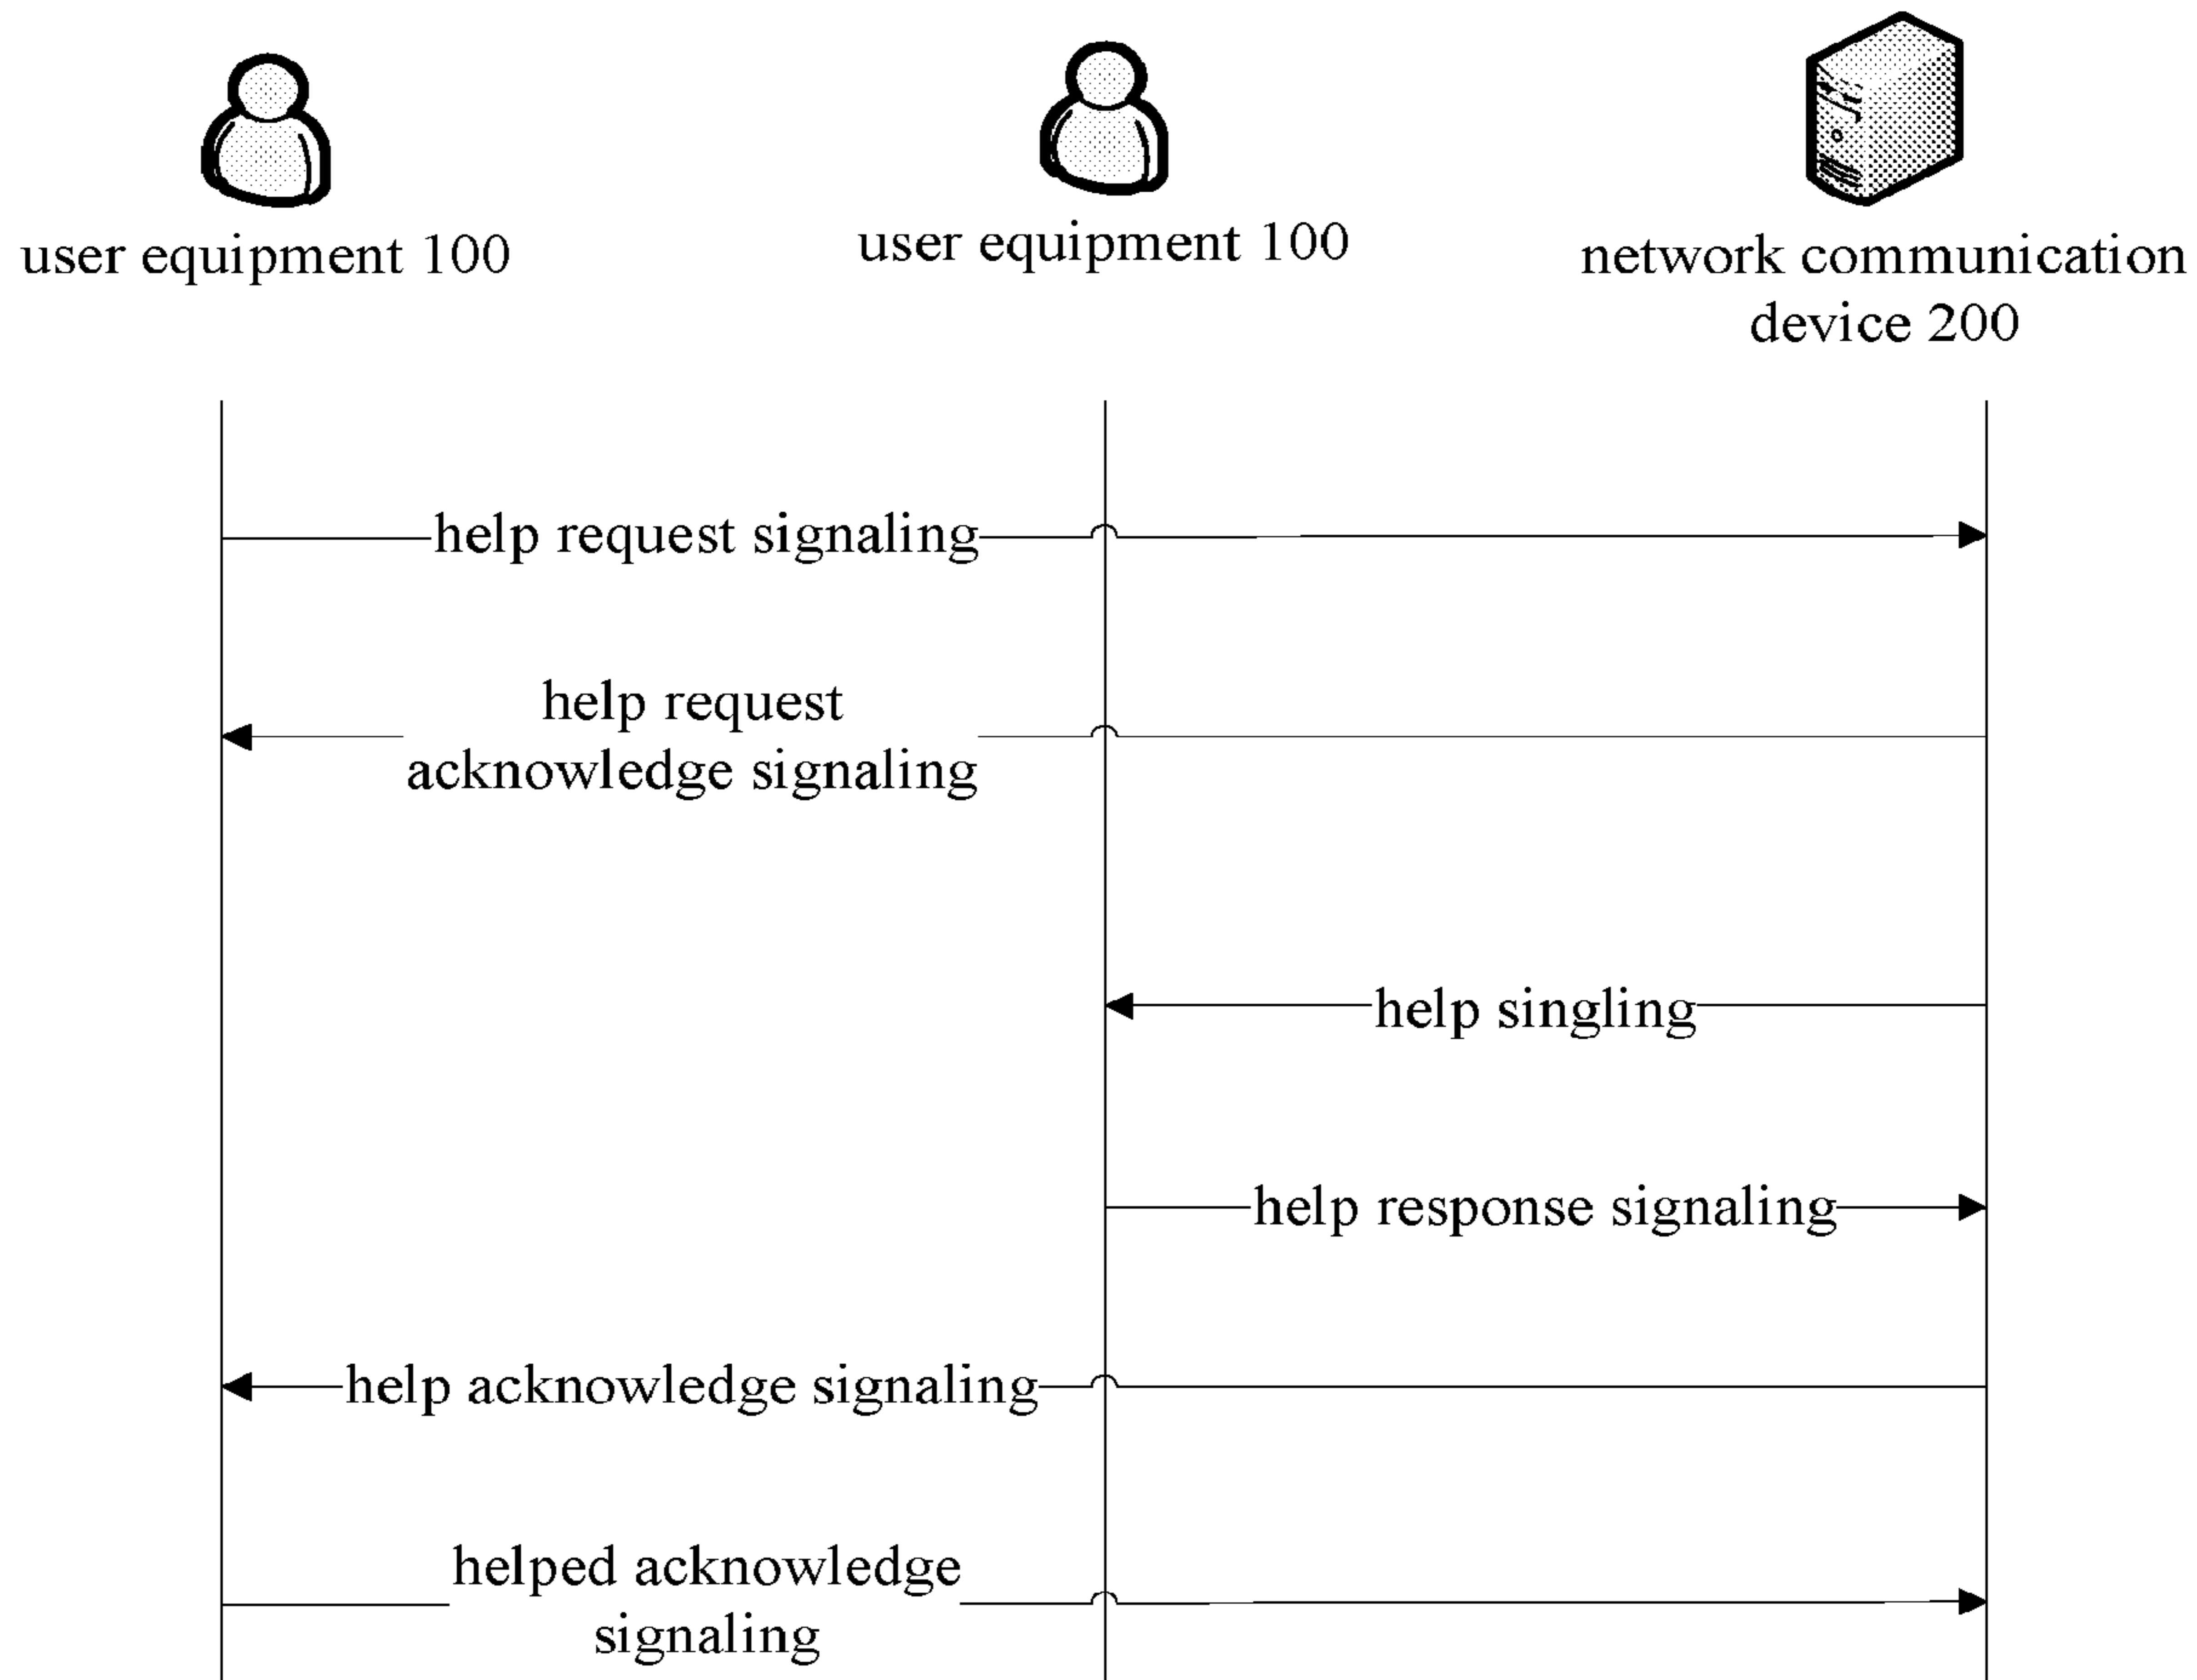 user equipment 100
user equipment 100
network communication
device 200
help request signaling
help request
acknowledge signaling
help singling
help response signaling
help acknowledge signaling
helped acknowledge
signaling